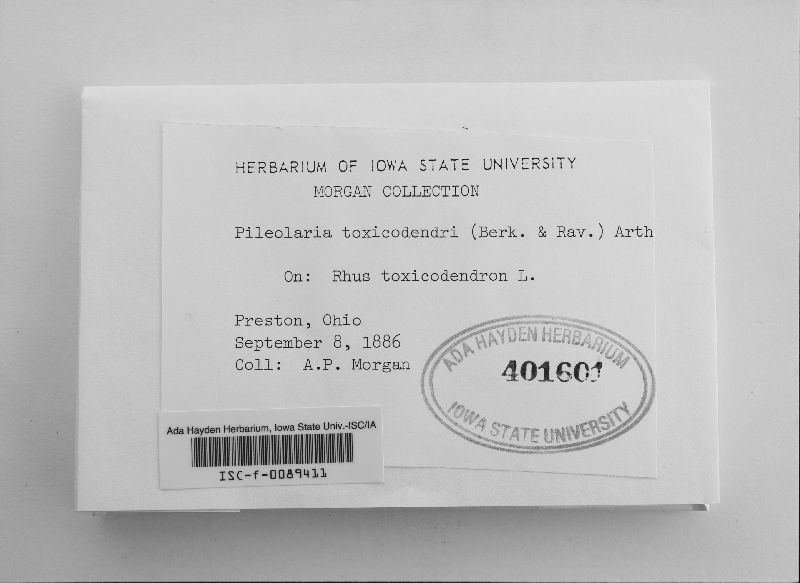 HERBARIUM OF IOWA STATE UNIVERSITY
MORGAN COLLECTION
Pileolaria toxicodendri (Berk. & Rav.) Arth
On: Rhus toxicodendron L.
Preston, Ohio
September 8, 1886
Coll: A.P. Morgan
ADA HAYDEN HERBARIUM
401601
IOWA STATE UNIVERSITY
Ada Hayden Herbarium, Iowa State Univ.-ISC/IA
ISC-f-0089411